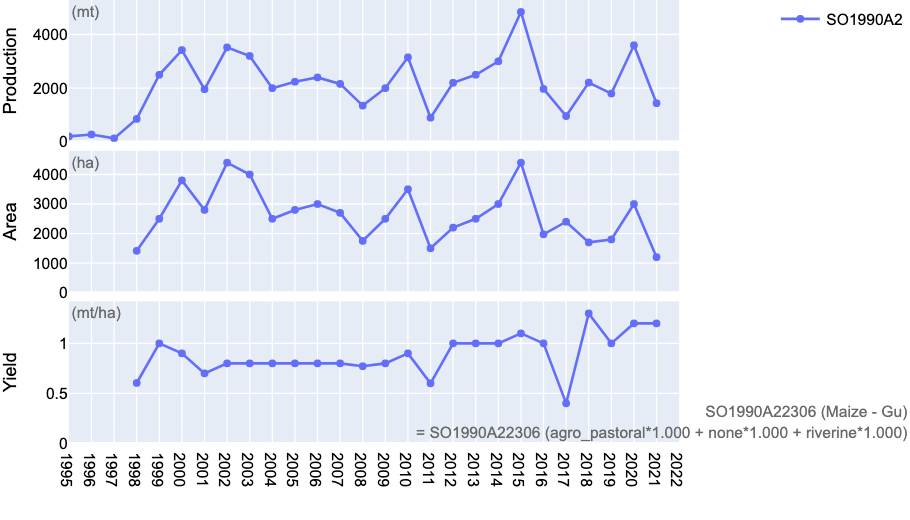 (mt)
SO1990A2
Production
4000
2000
0
(ha)
Area
4000
3000
2000
1000
0
(mt/ha)
Yield
1
0.5
0
SO1990A22306 (Maize - Gu)
= SO1990A22306 (agro_pastoral*1.000 + none*1.000 + riverine*1.000)
1995 1996 1997 1998 1999 2000 2001 2002 2003 2004 2005 2006 2007 2008 2009 2010 2011 2012 2013 2014 2015 2016 2017 2018 2019 2020 2021 2022